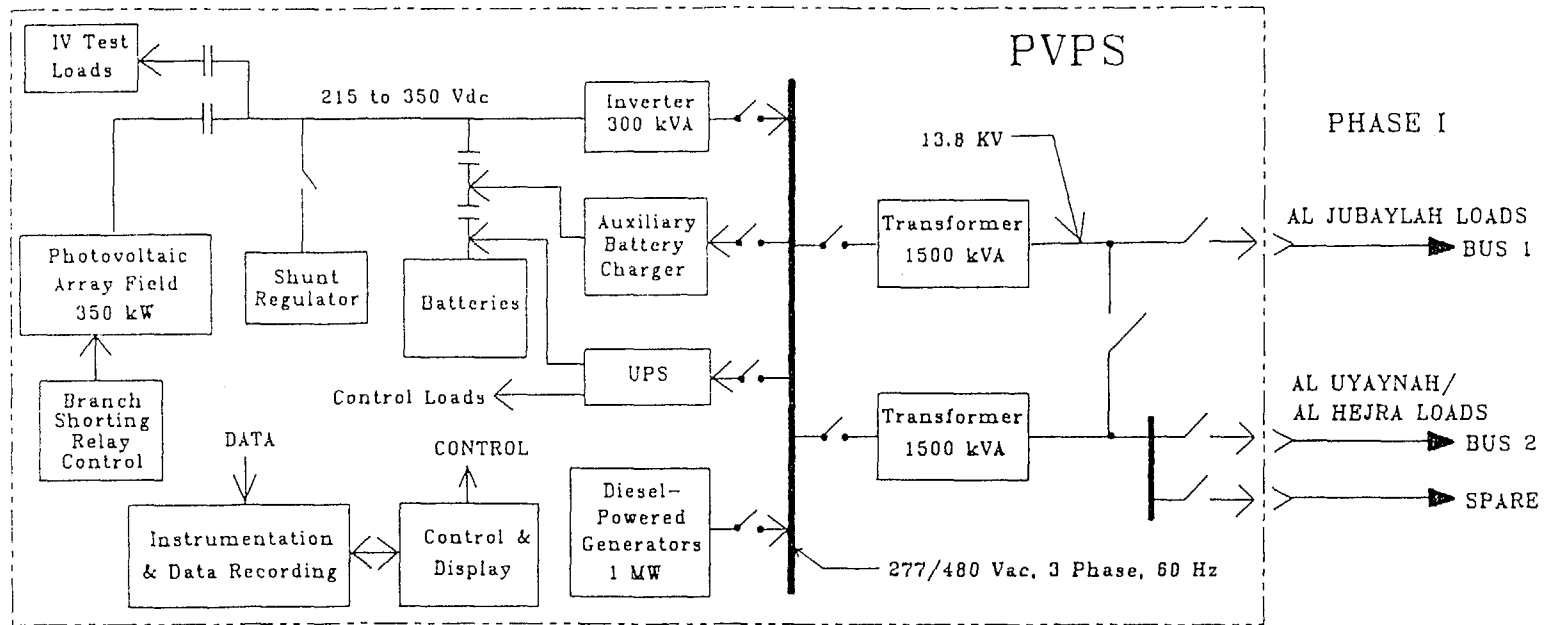 IV Test
Loads
PVPS
215 to 350 Vdc
Inverter
300 kVA
13.8 KV
PHASE I
Photovoltaic
Array Field
350 kW
Shunt
Regulator
Batteries
Auxiliary
Battery
Charger
Transformer
1500 kVA
AL JUBAYLAH LOADS
BUS 1
UPS
Control Loads
Branch
Shorting
Relay
Control
Transformer
1500 kVA
AL UYAYNAH/
AL HEJRA LOADS
BUS 2
SPARE
DATA
CONTROL
Instrumentation
& Data Recording
Control &
Display
Diesel-
Powered
Generators
1 MW
277/480 Vac, 3 Phase, 60 Hz